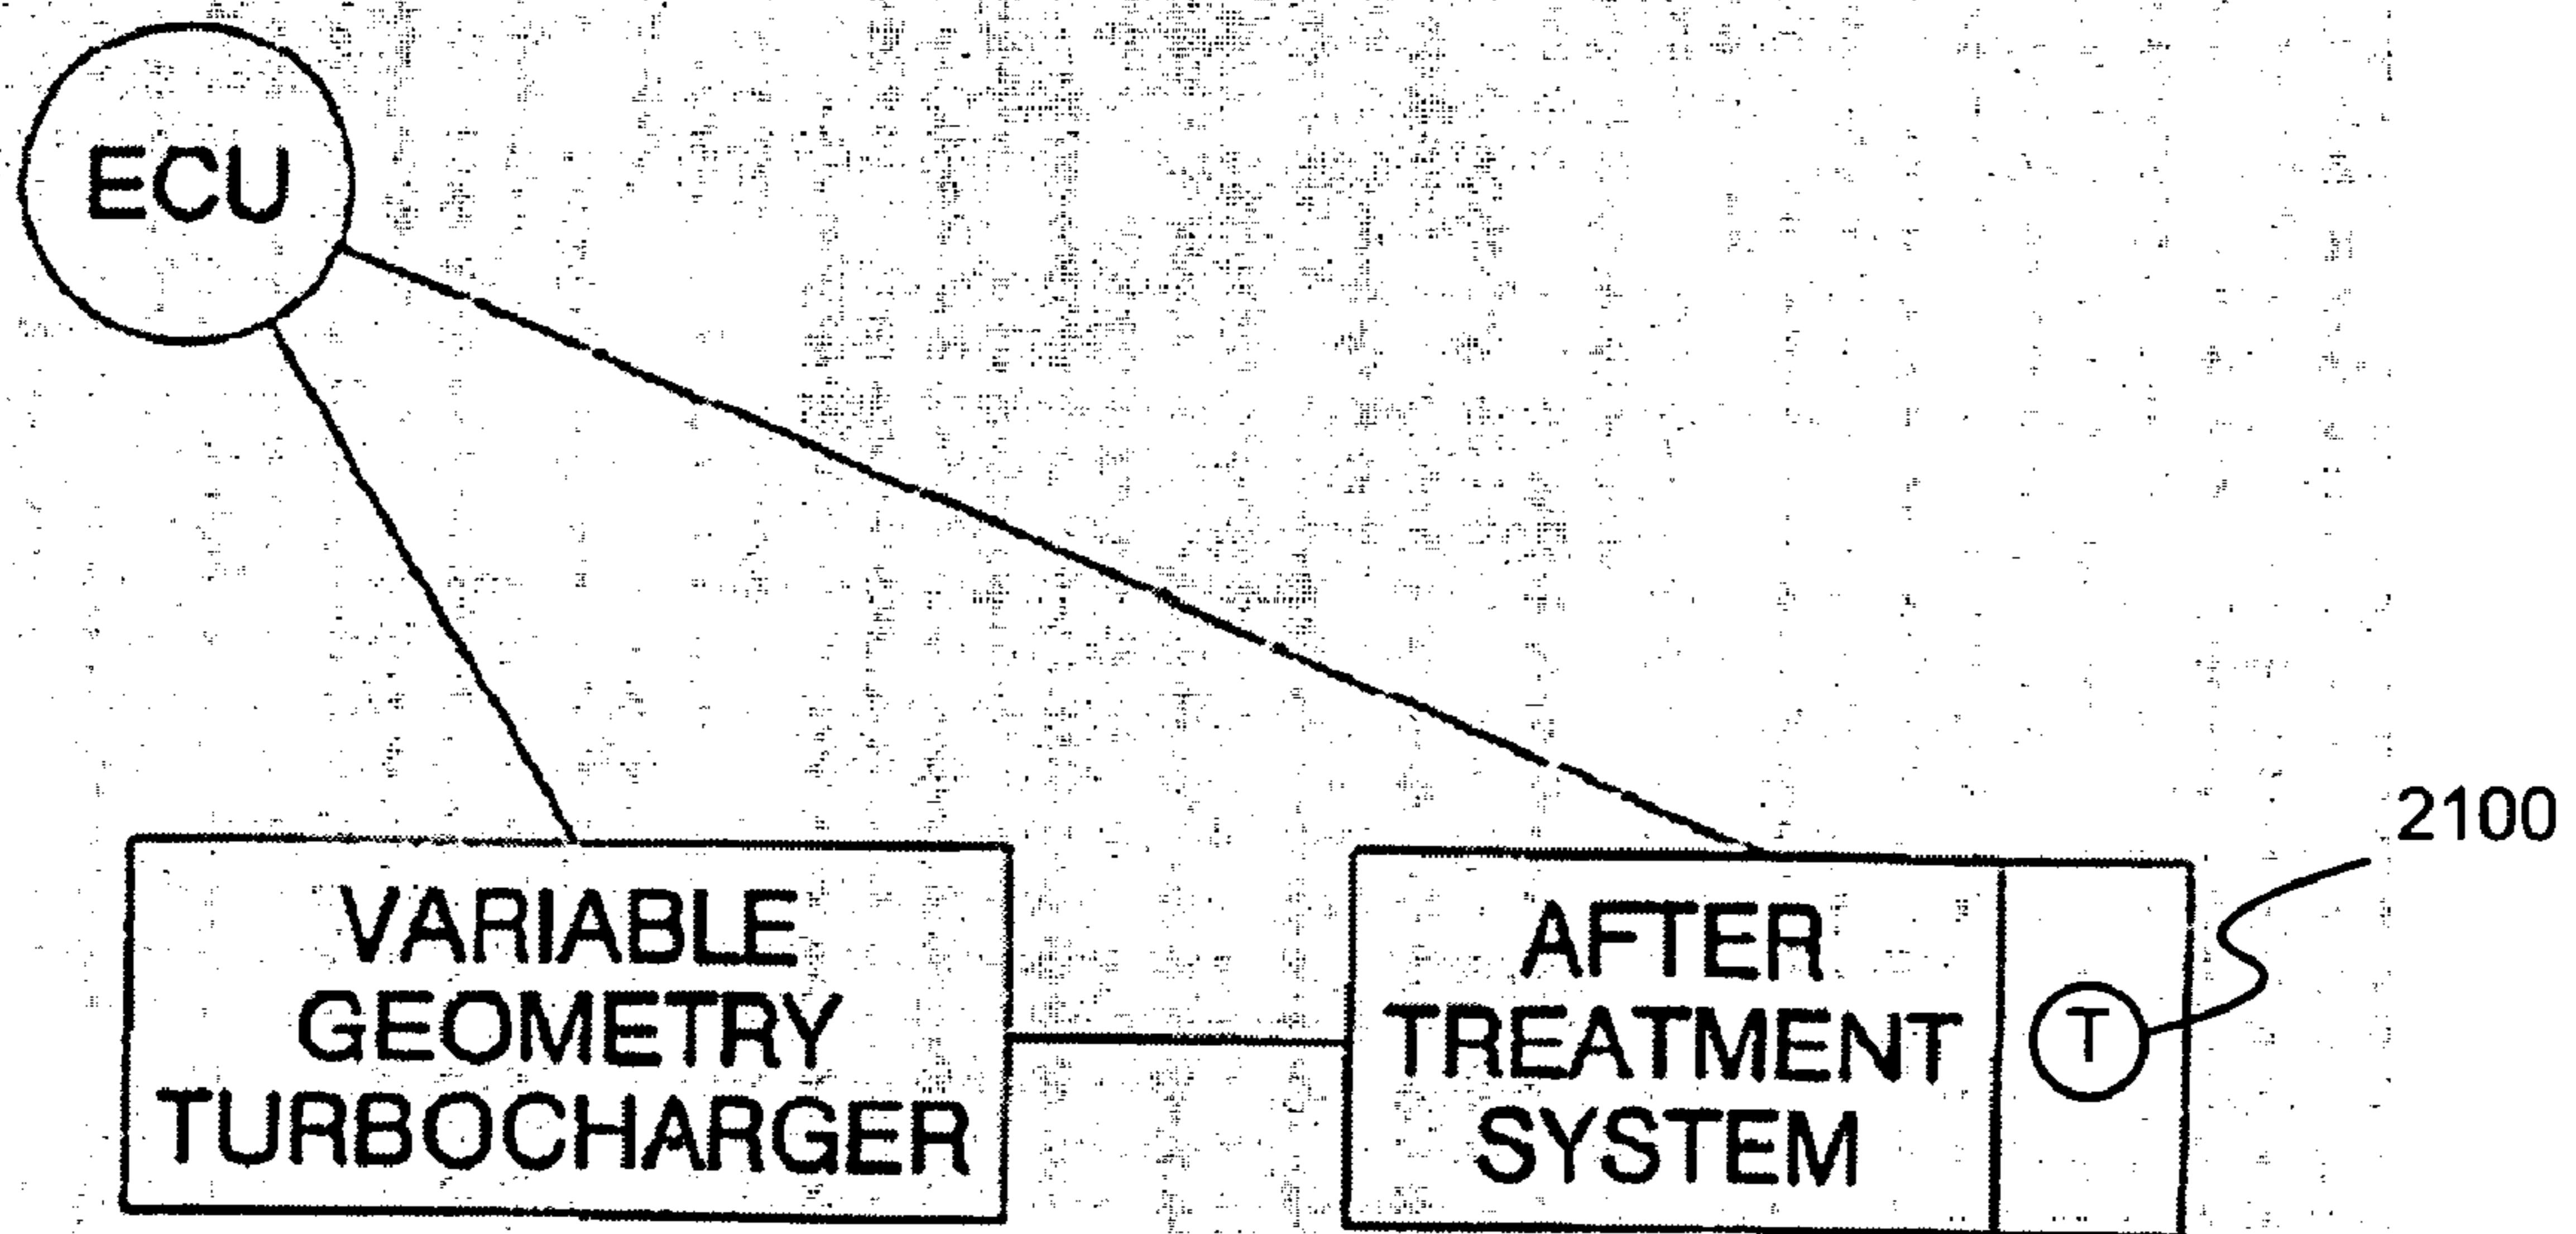 ECU
2100
VARIABLE
GEOMETRY
TURBOCHARGER
AFTER
TREATMENT
SYSTEM
T